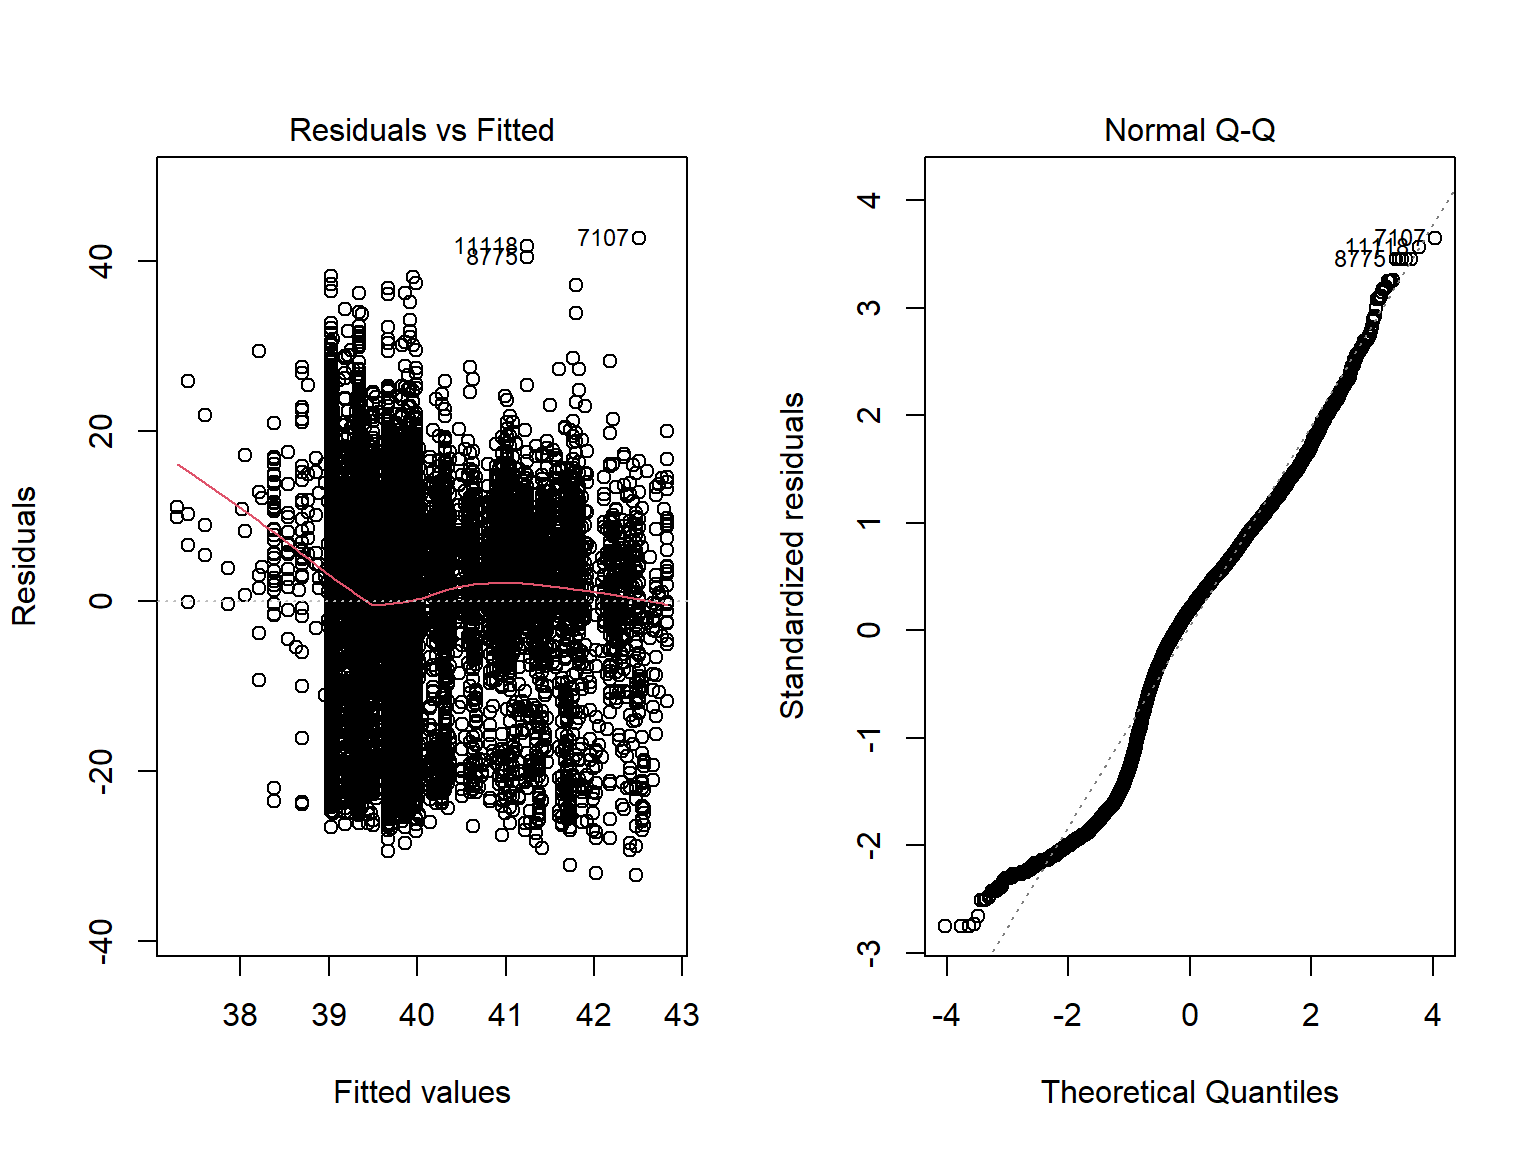 Residuals vs Fitted
Residuals
40
20
0
-20
-40
11118
8775
7107
38 39 40 41 42 43
Fitted values
Normal Q-Q
Standardized residuals
4
3
2
1
0
-1
-2
-3
7107
11118
8775
-4 -2 0 2 4
Theoretical Quantiles